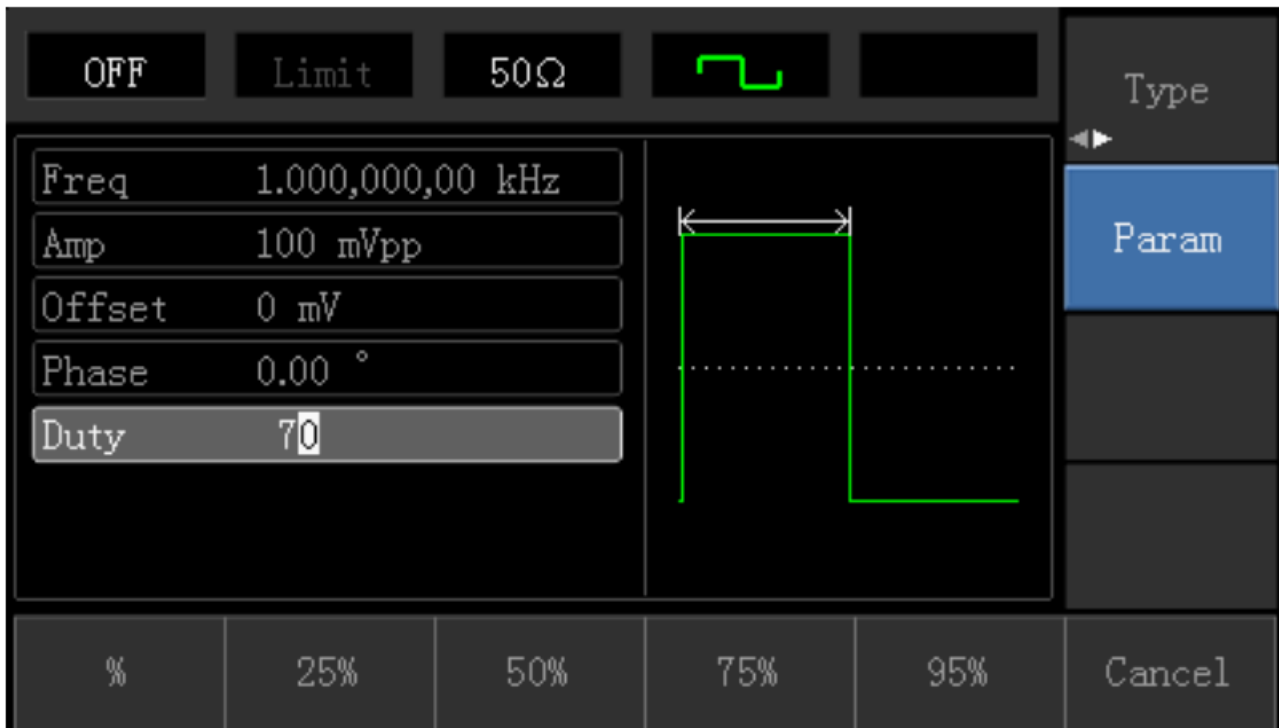 OFF Limit 50Ω
Type
Freq 1.000,000,00 kHz
Amp 100 mVpp
Param
Offset 0 mV
Phase 0.00 °
Duty 70
% 25% 50% 75% 95% Cancel